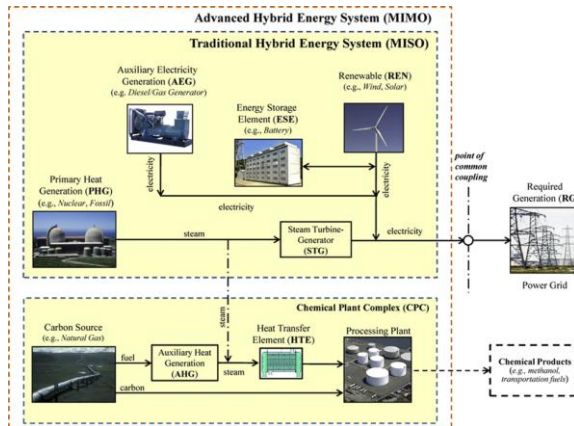 Advanced Hybrid Energy System (MIMO)
Traditional Hybrid Energy System (MISO)
Auxiliary Electricity
Generation (AEG)
(e.g. Diesel/Gas Generator)
Energy Storage
Element (ESE)
(e.g., Battery)
Renewable (REN)
(e.g., Wind, Solar)
electricity
electricity
electricity
point of
common
coupling
Primary Heat
Generation (PHG)
(e.g., Nuclear, Fossil)
steam
Steam Turbine-
Generator
(STG)
electricity
Required
Generation (RG
Power Grid
steam
Chemical Plant Complex (CPC)
Carbon Source
(e.g., Natural Gas)
fuel
Auxiliary Heat
Generation
(AHG)
steam
Heat Transfer
Element (HTE)
Processing Plant
carbon
Chemical Products
(e.g., methanol,
transportation fuels)